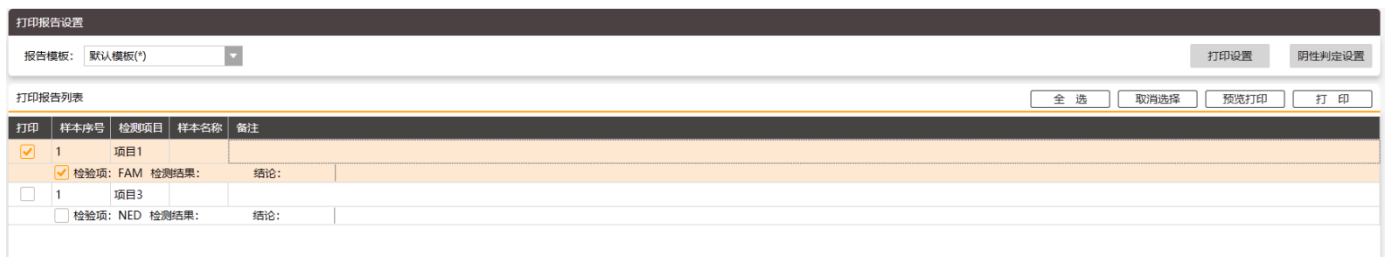 打印报告设置
报告模板： 默认模板(*) 打印设置 阴性判定设置
打印报告列表 全 选 取消选择 预览打印 打 印
打印 样本序号 检测项目 样本名称 备注
1 项目1
检验项：FAM 检测结果： 结论：
1 项目3
检验项：NED 检测结果： 结论：